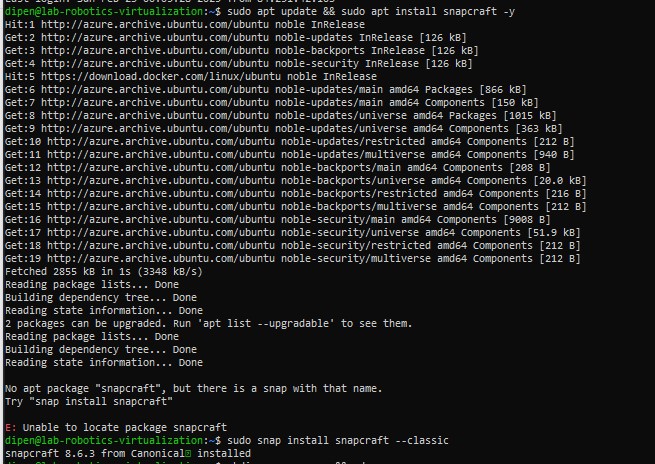 dipen@lab-robotics-virtualization:~$ sudo apt update && sudo apt install snapcraft -y
Hit:1 http://azure.archive.ubuntu.com/ubuntu noble InRelease
Get:2 http://azure.archive.ubuntu.com/ubuntu noble-updates InRelease [126 kB]
Get:3 http://azure.archive.ubuntu.com/ubuntu noble-backports InRelease [126 kB]
Get:4 http://azure.archive.ubuntu.com/ubuntu noble-security InRelease [126 kB]
Hit:5 https://download.docker.com/linux/ubuntu noble InRelease
Get:6 http://azure.archive.ubuntu.com/ubuntu noble-updates/main amd64 Packages [866 kB]
Get:7 http://azure.archive.ubuntu.com/ubuntu noble-updates/main amd64 Components [150 kB]
Get:8 http://azure.archive.ubuntu.com/ubuntu noble-updates/universe amd64 Packages [1015 kB]
Get:9 http://azure.archive.ubuntu.com/ubuntu noble-updates/universe amd64 Components [363 kB]
Get:10 http://azure.archive.ubuntu.com/ubuntu noble-updates/restricted amd64 Components [212 B]
Get:11 http://azure.archive.ubuntu.com/ubuntu noble-updates/multiverse amd64 Components [940 B]
Get:12 http://azure.archive.ubuntu.com/ubuntu noble-backports/main amd64 Components [208 B]
Get:13 http://azure.archive.ubuntu.com/ubuntu noble-backports/universe amd64 Components [20.0 kB]
Get:14 http://azure.archive.ubuntu.com/ubuntu noble-backports/restricted amd64 Components [216 B]
Get:15 http://azure.archive.ubuntu.com/ubuntu noble-backports/multiverse amd64 Components [212 B]
Get:16 http://azure.archive.ubuntu.com/ubuntu noble-security/main amd64 Components [9008 B]
Get:17 http://azure.archive.ubuntu.com/ubuntu noble-security/universe amd64 Components [51.9 kB]
Get:18 http://azure.archive.ubuntu.com/ubuntu noble-security/restricted amd64 Components [212 B]
Get:19 http://azure.archive.ubuntu.com/ubuntu noble-security/multiverse amd64 Components [212 B]
Fetched 2855 kB in 1s (3348 kB/s)
Reading package lists... Done
Building dependency tree... Done
Reading state information... Done
2 packages can be upgraded. Run 'apt list --upgradable' to see them.
Reading package lists... Done
Building dependency tree... Done
Reading state information... Done
No apt package "snapcraft", but there is a snap with that name.
Try "snap install snapcraft"
E: Unable to locate package snapcraft
dipen@lab-robotics-virtualization:~$ sudo snap install snapcraft --classic
snapcraft 8.6.3 from Canonical installed